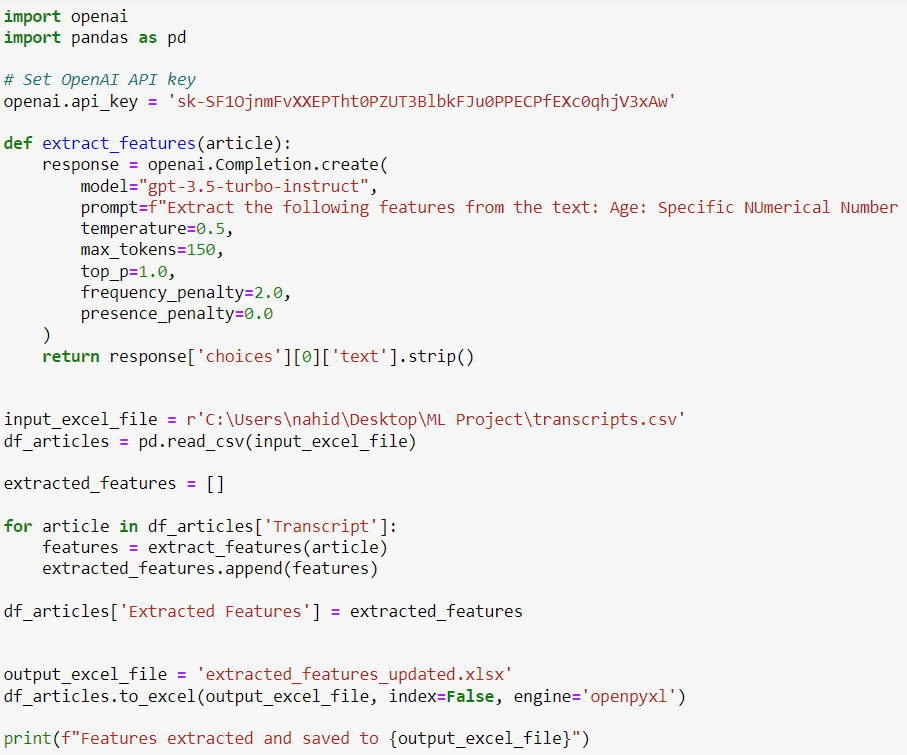 import openai
import pandas as pd
# Set OpenAI API key
openai.api_key = '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'
def extract_features(article):
    response = openai.Completion.create(
        model="gpt-3.5-turbo-instruct",
        prompt=f"Extract the following features from the text: Age: Specific NUmerical Number
        temperature=0.5,
        max_tokens=150,
        top_p=1.0,
        frequency_penalty=2.0,
        presence_penalty=0.0
    )
    return response['choices'][0]['text'].strip()
input_excel_file = r'C:\Users\nahid\Desktop\ML Project\transcripts.csv'
df_articles = pd.read_csv(input_excel_file)
extracted_features = []
for article in df_articles['Transcript']:
    features = extract_features(article)
    extracted_features.append(features)
df_articles['Extracted Features'] = extracted_features
output_excel_file = 'extracted_features_updated.xlsx'
df_articles.to_excel(output_excel_file, index=False, engine='openpyxl')
print(f"Features extracted and saved to {output_excel_file}")